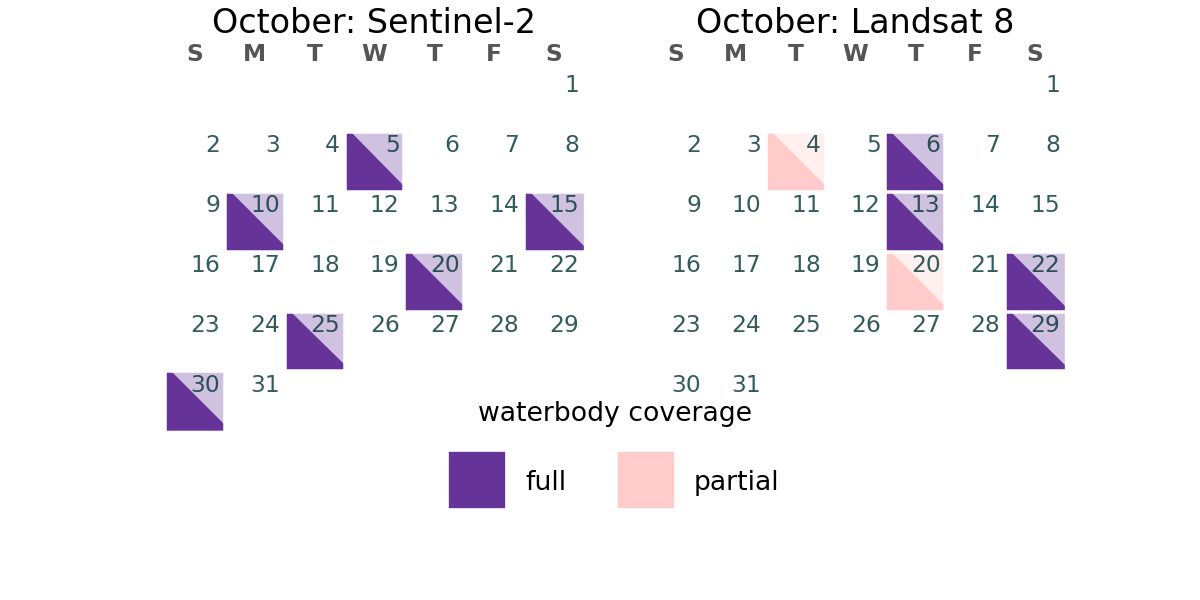 October: Sentinel-2
S M T W T F S
1
2 3 4 5 6 7 8
9 10 11 12 13 14 15
16 17 18 19 20 21 22
23 24 25 26 27 28 29
30 31
October: Landsat 8
S M T W T F S
1
2 3 4 5 6 7 8
9 10 11 12 13 14 15
16 17 18 19 20 21 22
23 24 25 26 27 28 29
30 31
waterbody coverage
full partial